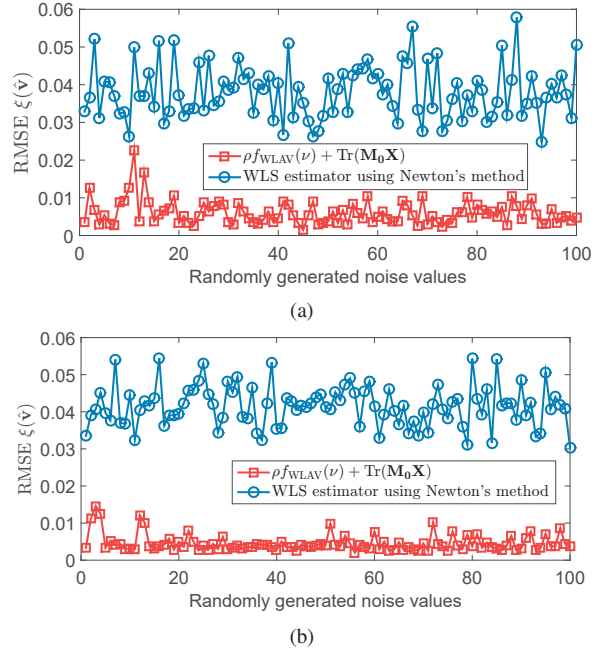 0.06
0.05
0.04
0.03
0.02
0.01
0
RMSE ξ(v̂)
ρf_WLAV(ν) + Tr(M₀X)
WLS estimator using Newton's method
0 20 40 60 80 100
Randomly generated noise values
(a)
0.06
0.05
0.04
0.03
0.02
0.01
0
RMSE ξ(v̂)
ρf_WLAV(ν) + Tr(M₀X)
WLS estimator using Newton's method
0 20 40 60 80 100
Randomly generated noise values
(b)